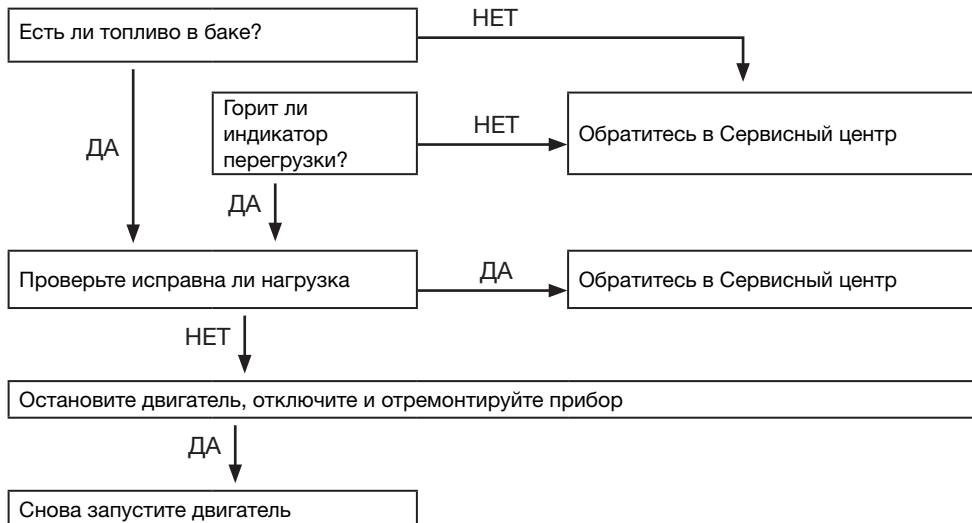 Есть ли топливо в баке?
НЕТ
ДА
Горит ли
индикатор
перегрузки?
НЕТ
Обратитесь в Сервисный центр
ДА
Проверьте исправна ли нагрузка
ДА
Обратитесь в Сервисный центр
НЕТ
Остановите двигатель, отключите и отремонтируйте прибор
ДА
Снова запустите двигатель